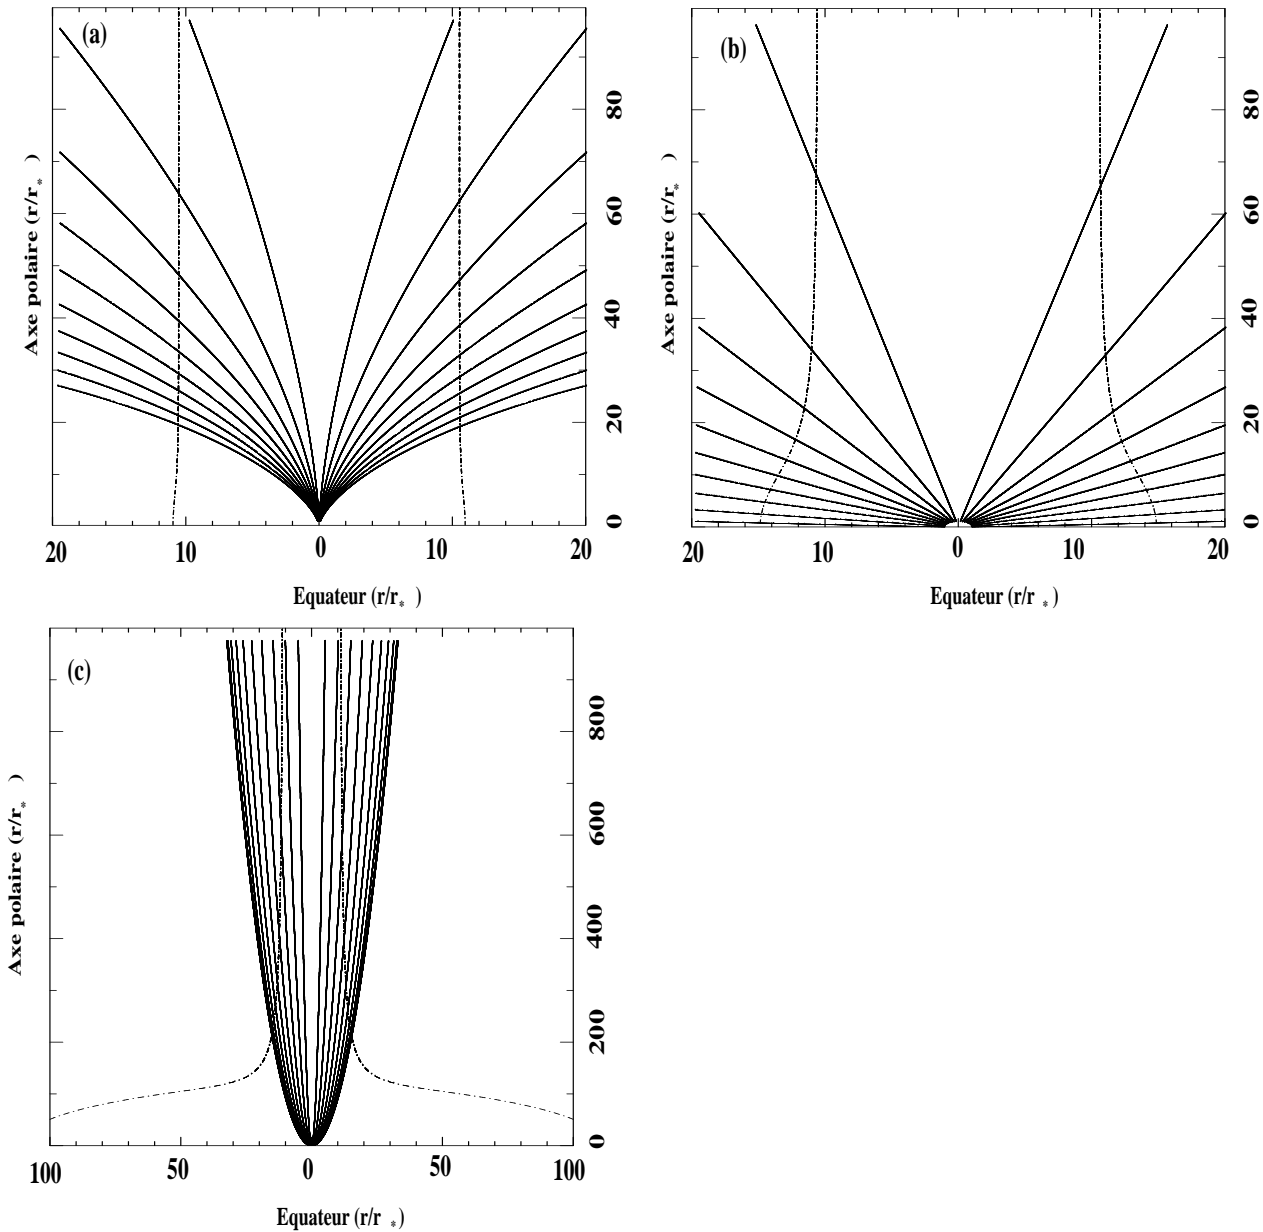 (a)
Axe polaire (r/r* )
80
60
40
20
0
20 10 0 10 20
Equateur (r/r* )
(b)
Axe polaire (r/r* )
80
60
40
20
0
20 10 0 10 20
Equateur (r/r *)
(c)
Axe polaire (r/r* )
800
600
400
200
0
100 50 0 50 100
Equateur (r/r *)